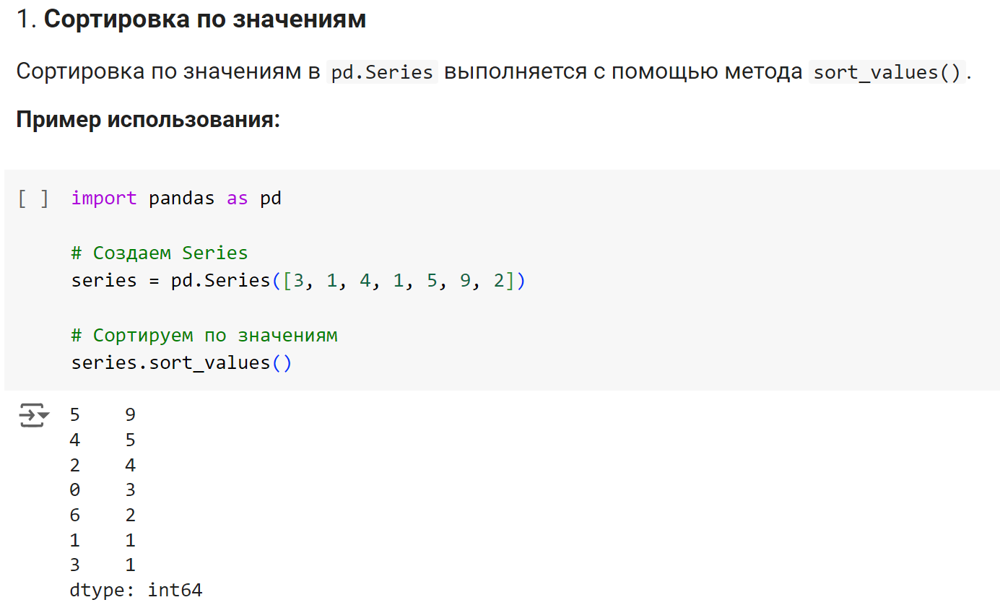 1. Сортировка по значениям
Сортировка по значениям в pd.Series выполняется с помощью метода sort_values().
Пример использования:
[ ] import pandas as pd
# Создаем Series
series = pd.Series([3, 1, 4, 1, 5, 9, 2])
# Сортируем по значениям
series.sort_values()
5    9
4    5
2    4
0    3
6    2
1    1
3    1
dtype: int64